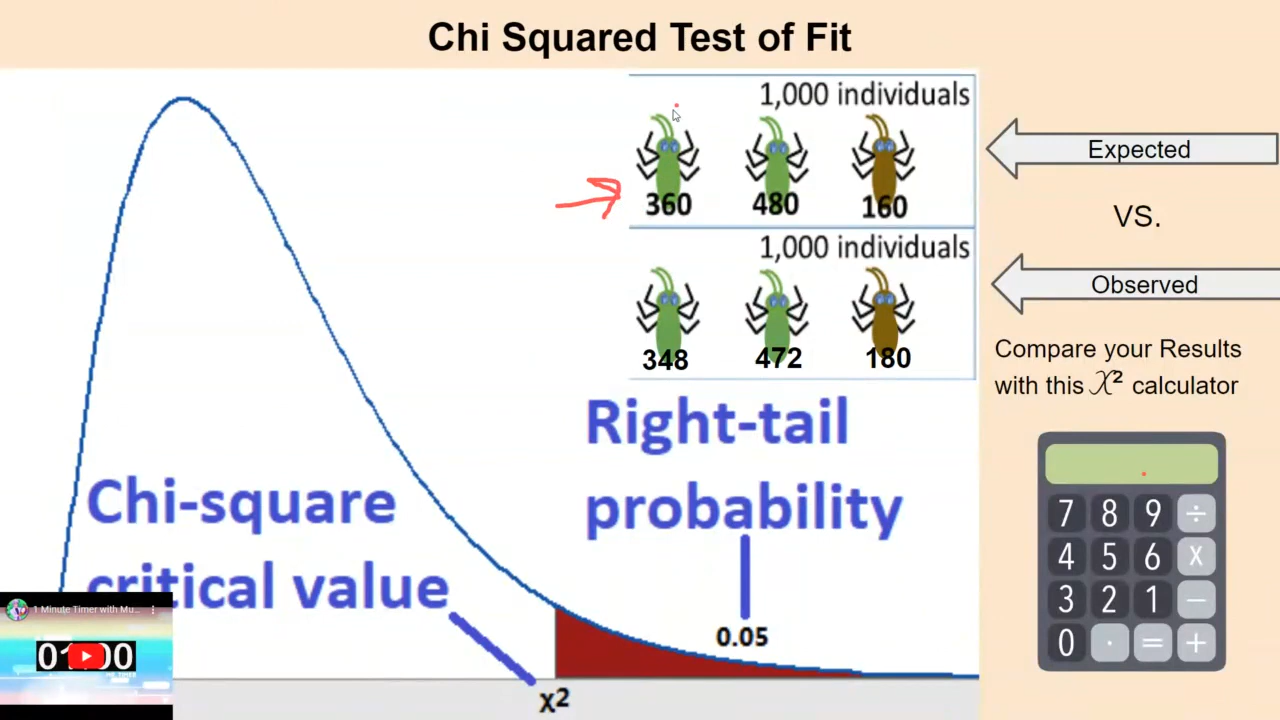 Chi Squared Test of Fit
1,000 individuals
360 480 160
1,000 individuals
348 472 180
Expected
VS.
Observed
Compare your Results
with this X² calculator
Right-tail
probability
0.05
Chi-square
critical value
X²
7 8 9 ÷
4 5 6 X
3 2 1 −
0 . = +
1 Minute Timer with Mu...